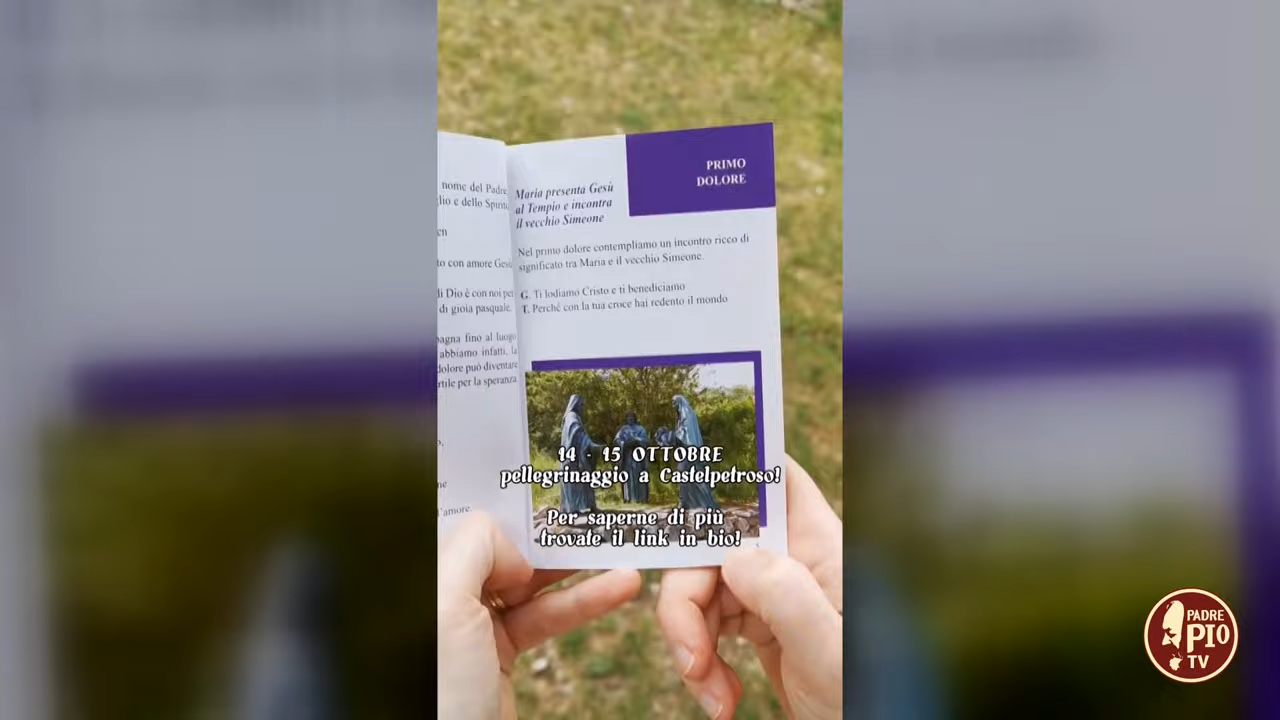 nome del Padre,
lio e dello Spirito
to con amore Gesù
di Dio è con noi per
di gioia pasquale.
pagna fino al luogo
abbiamo infatti, la
dolore può diventare
rtile per la speranza.
l'amore.
PRIMO
DOLORE
Maria presenta Gesù
al Tempio e incontra
il vecchio Simeone
Nel primo dolore contempliamo un incontro ricco di
significato tra Maria e il vecchio Simeone.
G. Ti lodiamo Cristo e ti benediciamo
T. Perché con la tua croce hai redento il mondo
14 - 15 OTTOBRE
pellegrinaggio a Castelpetroso!
Per saperne di più
trovate il link in bio!
PADRE
PIO
TV